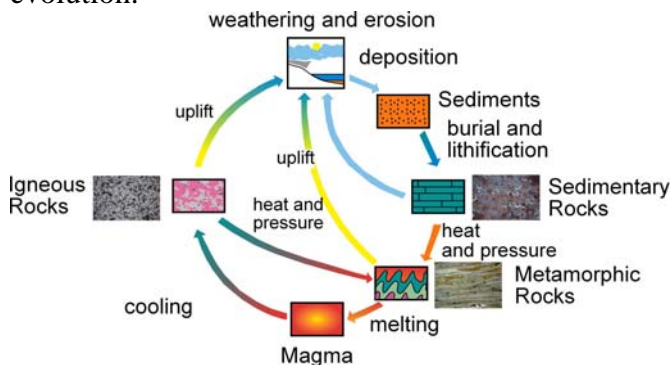 evolution.
weathering and erosion
deposition
Sediments
uplift
burial and
lithification
uplift
Igneous
Rocks
heat and
pressure
Sedimentary
Rocks
heat
and pressure
Metamorphic
Rocks
cooling
melting
Magma